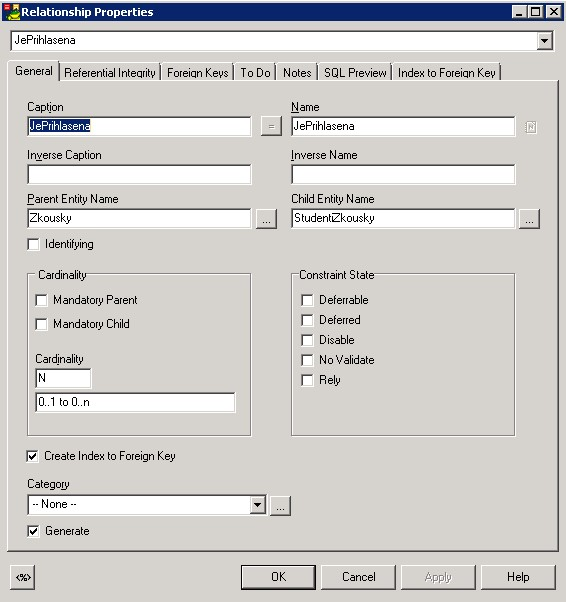 Relationship Properties
JePrihlasena
General Referential Integrity Foreign Keys To Do Notes SQL Preview Index to Foreign Key
Caption Name
JePrihlasena = JePrihlasena
Inverse Caption Inverse Name
Parent Entity Name Child Entity Name
Zkousky ... StudentiZkousky ...
Identifying
Cardinality Constraint State
Mandatory Parent Deferrable
Mandatory Child Deferred
Disable
Cardinality No Validate
N Rely
0..1 to 0..n
Create Index to Foreign Key
Category
-- None -- ...
Generate
<%> OK Cancel Apply Help